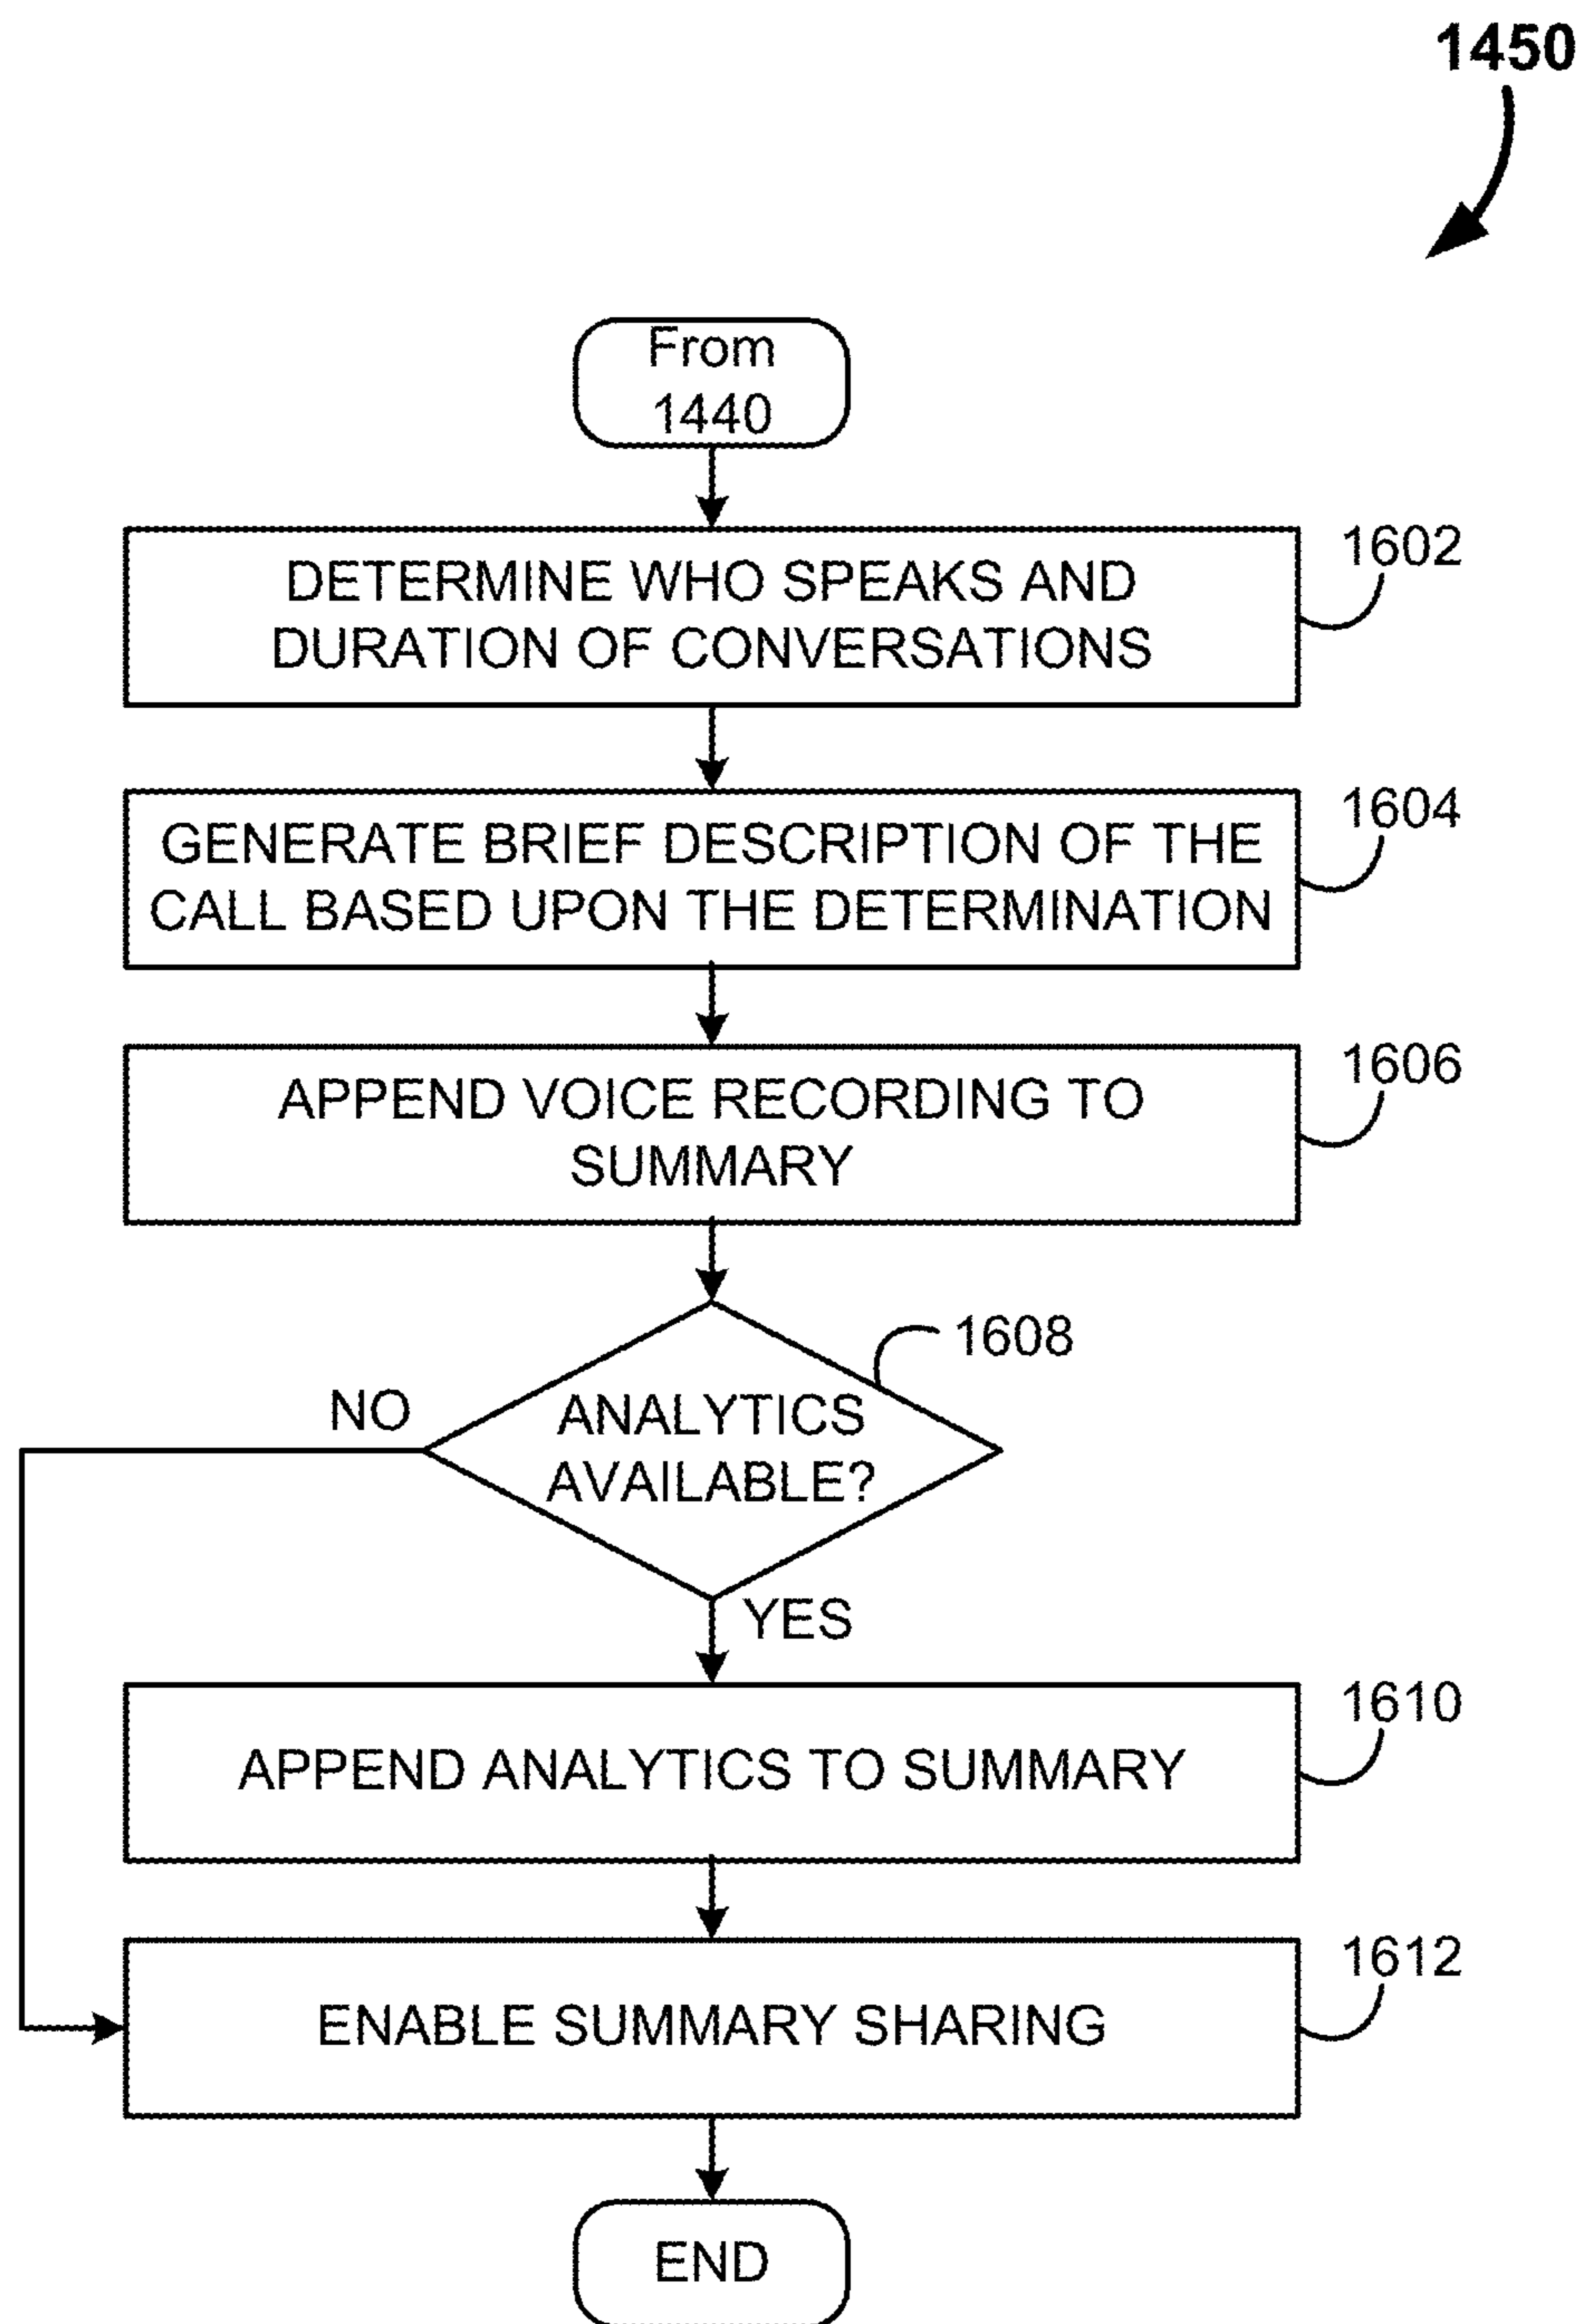 1450
From
1440
DETERMINE WHO SPEAKS AND
DURATION OF CONVERSATIONS
1602
GENERATE BRIEF DESCRIPTION OF THE
CALL BASED UPON THE DETERMINATION
1604
APPEND VOICE RECORDING TO
SUMMARY
1606
1608
NO
ANALYTICS
AVAILABLE?
YES
APPEND ANALYTICS TO SUMMARY
1610
ENABLE SUMMARY SHARING
1612
END